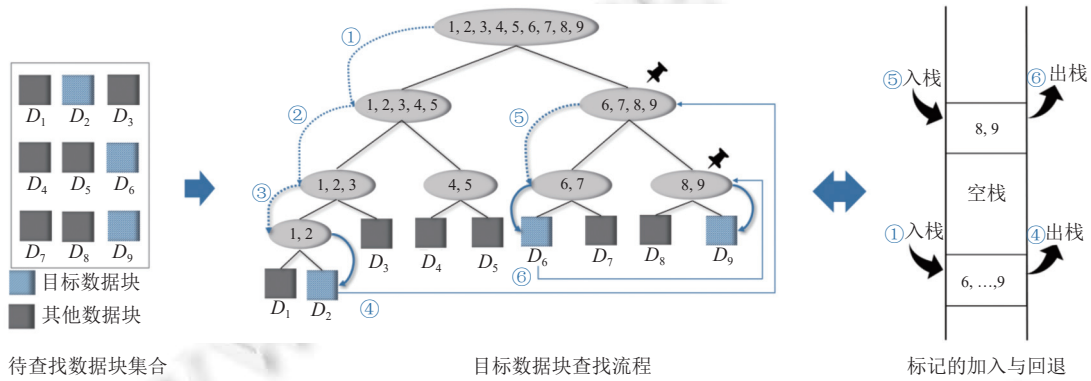 1, 2, 3, 4, 5, 6, 7, 8, 9
①
D₁ D₂ D₃
D₄ D₅ D₆
D₇ D₈ D₉
目标数据块
其他数据块
待查找数据块集合
②
1, 2, 3, 4, 5
6, 7, 8, 9
⑤
③
1, 2, 3
4, 5
6, 7
8, 9
1, 2
D₃
D₄
D₅
D₆
D₇
D₈
D₉
⑥
D₁
D₂
④
目标数据块查找流程
⑤入栈
⑥出栈
8, 9
空栈
①入栈
④出栈
6, …,9
标记的加入与回退